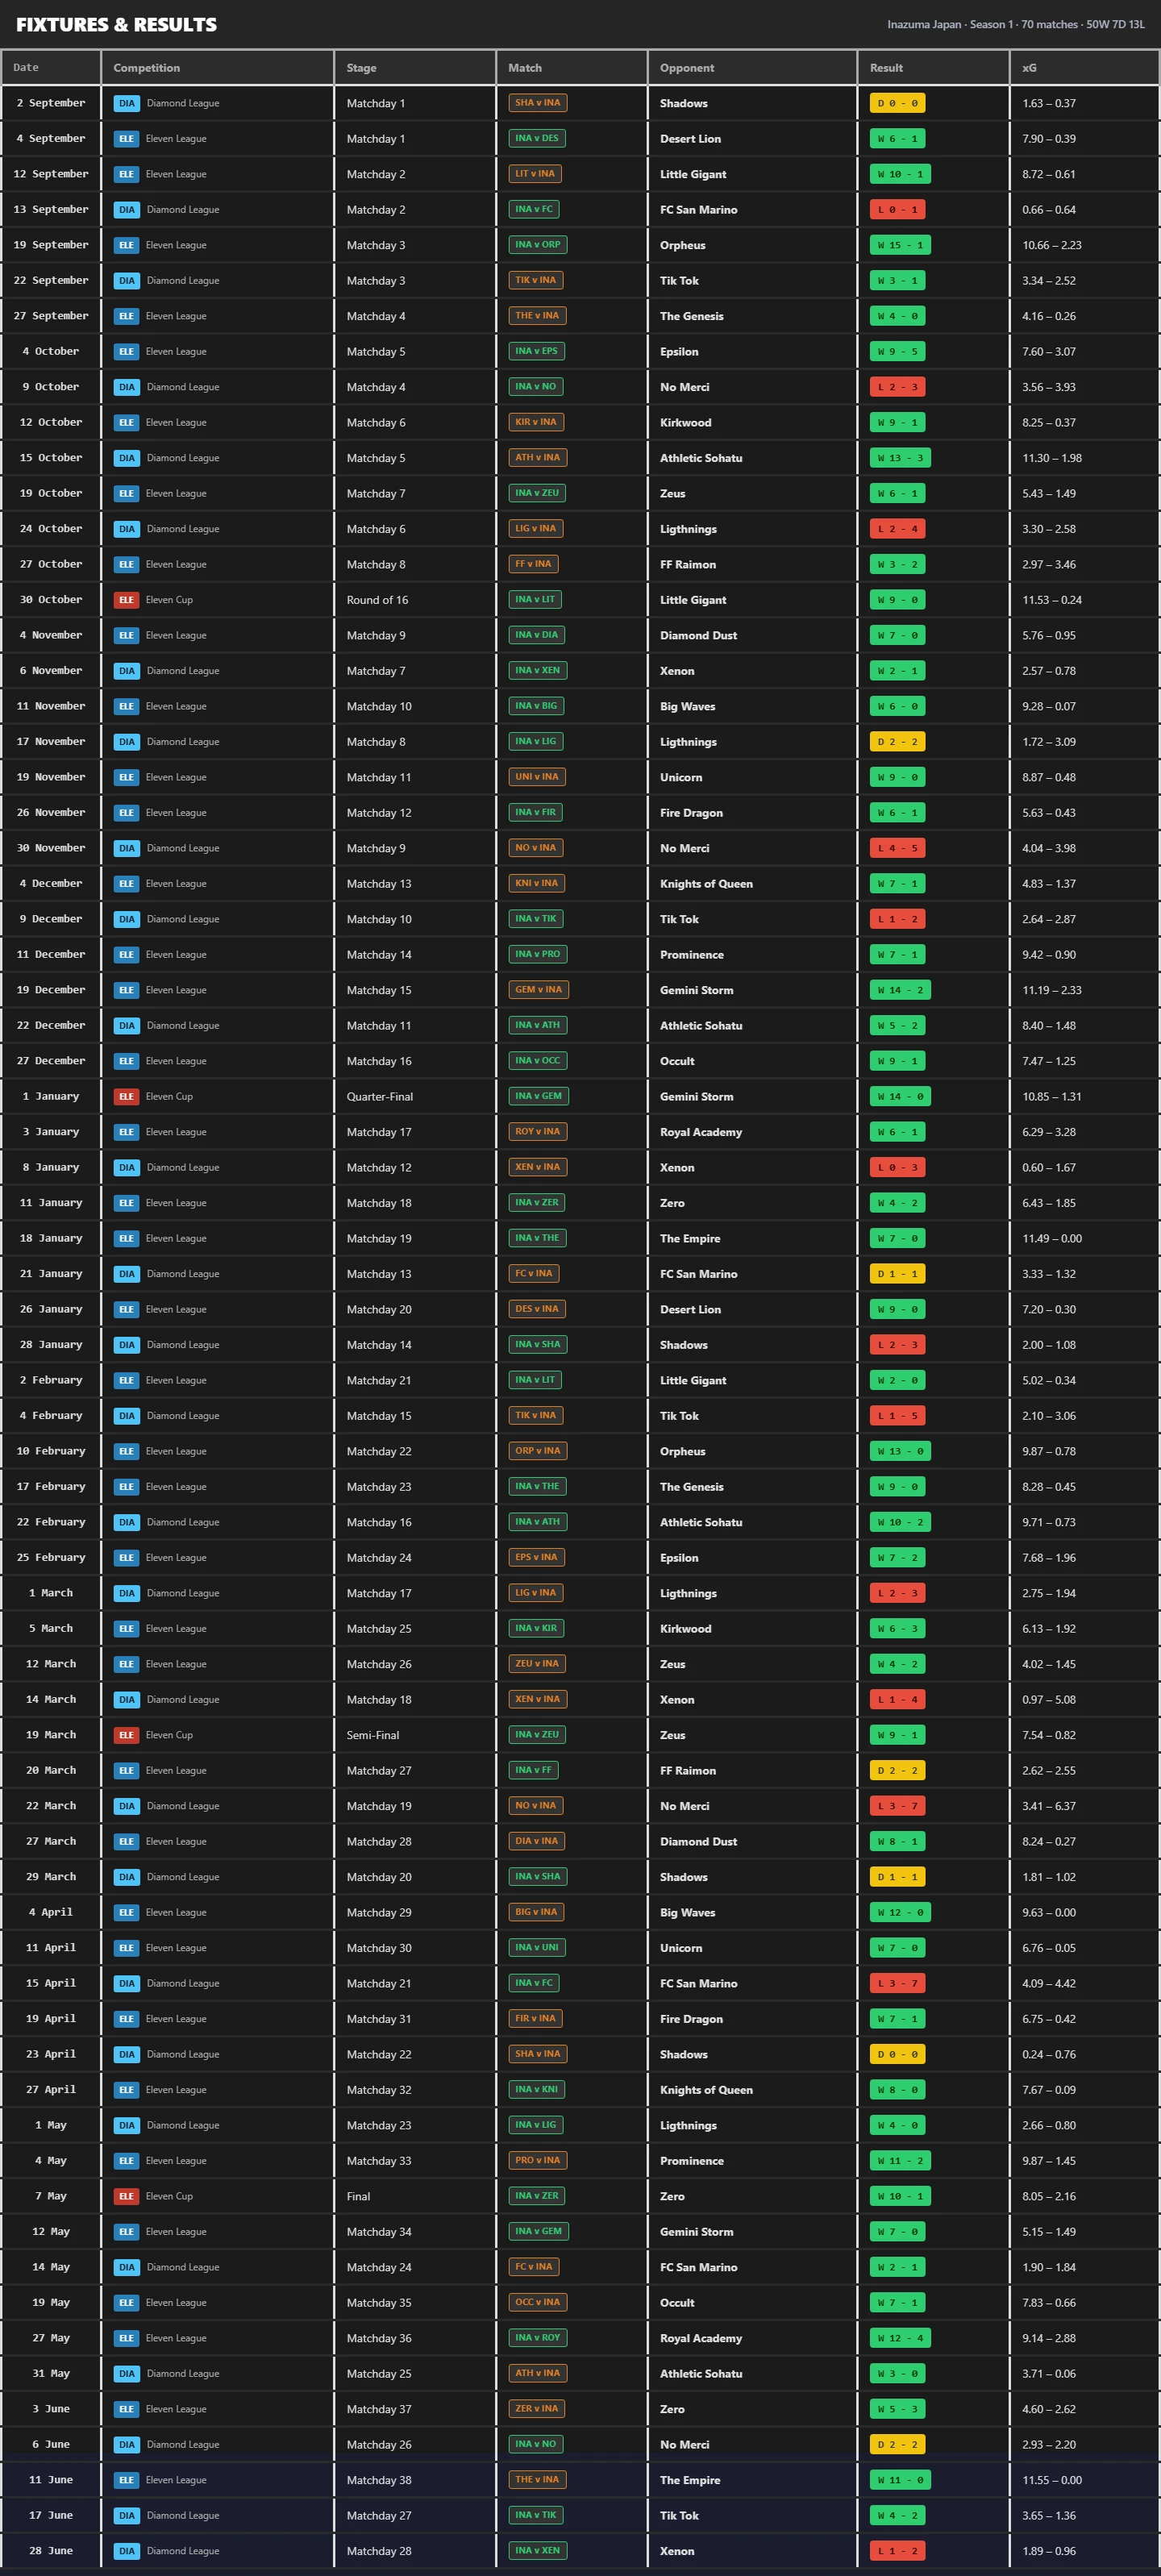 FIXTURES & RESULTS Inazuma Japan · Season 1 · 70 matches · 50W 7D 13L
Date Competition Stage Match Opponent Result xG
2 September DIA Diamond League Matchday 1 SHA v INA Shadows D 0 - 0 1.63 – 0.37
4 September ELE Eleven League Matchday 1 INA v DES Desert Lion W 6 - 1 7.90 – 0.39
12 September ELE Eleven League Matchday 2 LIT v INA Little Gigant W 10 - 1 8.72 – 0.61
13 September DIA Diamond League Matchday 2 INA v FC FC San Marino L 0 - 1 0.66 – 0.64
19 September ELE Eleven League Matchday 3 INA v ORP Orpheus W 15 - 1 10.66 – 2.23
22 September DIA Diamond League Matchday 3 TIK v INA Tik Tok W 3 - 1 3.34 – 2.52
27 September ELE Eleven League Matchday 4 THE v INA The Genesis W 4 - 0 4.16 – 0.26
4 October ELE Eleven League Matchday 5 INA v EPS Epsilon W 9 - 5 7.60 – 3.07
9 October DIA Diamond League Matchday 4 INA v NO No Merci L 2 - 3 3.56 – 3.93
12 October ELE Eleven League Matchday 6 KIR v INA Kirkwood W 9 - 1 8.25 – 0.37
15 October DIA Diamond League Matchday 5 ATH v INA Athletic Sohatu W 13 - 3 11.30 – 1.98
19 October ELE Eleven League Matchday 7 INA v ZEU Zeus W 6 - 1 5.43 – 1.49
24 October DIA Diamond League Matchday 6 LIG v INA Ligthnings L 2 - 4 3.30 – 2.58
27 October ELE Eleven League Matchday 8 FF v INA FF Raimon W 3 - 2 2.97 – 3.46
30 October ELE Eleven Cup Round of 16 INA v LIT Little Gigant W 9 - 0 11.53 – 0.24
4 November ELE Eleven League Matchday 9 INA v DIA Diamond Dust W 7 - 0 5.76 – 0.95
6 November DIA Diamond League Matchday 7 INA v XEN Xenon W 2 - 1 2.57 – 0.78
11 November ELE Eleven League Matchday 10 INA v BIG Big Waves W 6 - 0 9.28 – 0.07
17 November DIA Diamond League Matchday 8 INA v LIG Ligthnings D 2 - 2 1.72 – 3.09
19 November ELE Eleven League Matchday 11 UNI v INA Unicorn W 9 - 0 8.87 – 0.48
26 November ELE Eleven League Matchday 12 INA v FIR Fire Dragon W 6 - 1 5.63 – 0.43
30 November DIA Diamond League Matchday 9 NO v INA No Merci L 4 - 5 4.04 – 3.98
4 December ELE Eleven League Matchday 13 KNI v INA Knights of Queen W 7 - 1 4.83 – 1.37
9 December DIA Diamond League Matchday 10 INA v TIK Tik Tok L 1 - 2 2.64 – 2.87
11 December ELE Eleven League Matchday 14 INA v PRO Prominence W 7 - 1 9.42 – 0.90
19 December ELE Eleven League Matchday 15 GEM v INA Gemini Storm W 14 - 2 11.19 – 2.33
22 December DIA Diamond League Matchday 11 INA v ATH Athletic Sohatu W 5 - 2 8.40 – 1.48
27 December ELE Eleven League Matchday 16 INA v OCC Occult W 9 - 1 7.47 – 1.25
1 January ELE Eleven Cup Quarter-Final INA v GEM Gemini Storm W 14 - 0 10.85 – 1.31
3 January ELE Eleven League Matchday 17 ROY v INA Royal Academy W 6 - 1 6.29 – 3.28
8 January DIA Diamond League Matchday 12 XEN v INA Xenon L 0 - 3 0.60 – 1.67
11 January ELE Eleven League Matchday 18 INA v ZER Zero W 4 - 2 6.43 – 1.85
18 January ELE Eleven League Matchday 19 INA v THE The Empire W 7 - 0 11.49 – 0.00
21 January DIA Diamond League Matchday 13 FC v INA FC San Marino D 1 - 1 3.33 – 1.32
26 January ELE Eleven League Matchday 20 DES v INA Desert Lion W 9 - 0 7.20 – 0.30
28 January DIA Diamond League Matchday 14 INA v SHA Shadows L 2 - 3 2.00 – 1.08
2 February ELE Eleven League Matchday 21 INA v LIT Little Gigant W 2 - 0 5.02 – 0.34
4 February DIA Diamond League Matchday 15 TIK v INA Tik Tok L 1 - 5 2.10 – 3.06
10 February ELE Eleven League Matchday 22 ORP v INA Orpheus W 13 - 0 9.87 – 0.78
17 February ELE Eleven League Matchday 23 INA v THE The Genesis W 9 - 0 8.28 – 0.45
22 February DIA Diamond League Matchday 16 INA v ATH Athletic Sohatu W 10 - 2 9.71 – 0.73
25 February ELE Eleven League Matchday 24 EPS v INA Epsilon W 7 - 2 7.68 – 1.96
1 March DIA Diamond League Matchday 17 LIG v INA Ligthnings L 2 - 3 2.75 – 1.94
5 March ELE Eleven League Matchday 25 INA v KIR Kirkwood W 6 - 3 6.13 – 1.92
12 March ELE Eleven League Matchday 26 ZEU v INA Zeus W 4 - 2 4.02 – 1.45
14 March DIA Diamond League Matchday 18 XEN v INA Xenon L 1 - 4 0.97 – 5.08
19 March ELE Eleven Cup Semi-Final INA v ZEU Zeus W 9 - 1 7.54 – 0.82
20 March ELE Eleven League Matchday 27 INA v FF FF Raimon D 2 - 2 2.62 – 2.55
22 March DIA Diamond League Matchday 19 NO v INA No Merci L 3 - 7 3.41 – 6.37
27 March ELE Eleven League Matchday 28 DIA v INA Diamond Dust W 8 - 1 8.24 – 0.27
29 March DIA Diamond League Matchday 20 INA v SHA Shadows D 1 - 1 1.81 – 1.02
4 April ELE Eleven League Matchday 29 BIG v INA Big Waves W 12 - 0 9.63 – 0.00
11 April ELE Eleven League Matchday 30 INA v UNI Unicorn W 7 - 0 6.76 – 0.05
15 April DIA Diamond League Matchday 21 INA v FC FC San Marino L 3 - 7 4.09 – 4.42
19 April ELE Eleven League Matchday 31 FIR v INA Fire Dragon W 7 - 1 6.75 – 0.42
23 April DIA Diamond League Matchday 22 SHA v INA Shadows D 0 - 0 0.24 – 0.76
27 April ELE Eleven League Matchday 32 INA v KNI Knights of Queen W 8 - 0 7.67 – 0.09
1 May DIA Diamond League Matchday 23 INA v LIG Ligthnings W 4 - 0 2.66 – 0.80
4 May ELE Eleven League Matchday 33 PRO v INA Prominence W 11 - 2 9.87 – 1.45
7 May ELE Eleven Cup Final INA v ZER Zero W 10 - 1 8.05 – 2.16
12 May ELE Eleven League Matchday 34 INA v GEM Gemini Storm W 7 - 0 5.15 – 1.49
14 May DIA Diamond League Matchday 24 FC v INA FC San Marino W 2 - 1 1.90 – 1.84
19 May ELE Eleven League Matchday 35 OCC v INA Occult W 7 - 1 7.83 – 0.66
27 May ELE Eleven League Matchday 36 INA v ROY Royal Academy W 12 - 4 9.14 – 2.88
31 May DIA Diamond League Matchday 25 ATH v INA Athletic Sohatu W 3 - 0 3.71 – 0.06
3 June ELE Eleven League Matchday 37 ZER v INA Zero W 5 - 3 4.60 – 2.62
6 June DIA Diamond League Matchday 26 INA v NO No Merci D 2 - 2 2.93 – 2.20
11 June ELE Eleven League Matchday 38 THE v INA The Empire W 11 - 0 11.55 – 0.00
17 June DIA Diamond League Matchday 27 INA v TIK Tik Tok W 4 - 2 3.65 – 1.36
28 June DIA Diamond League Matchday 28 INA v XEN Xenon L 1 - 2 1.89 – 0.96